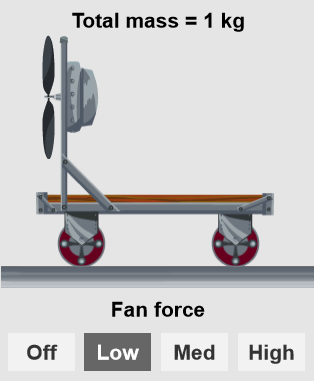 Total mass = 1 kg
Fan force
Off Low Med High